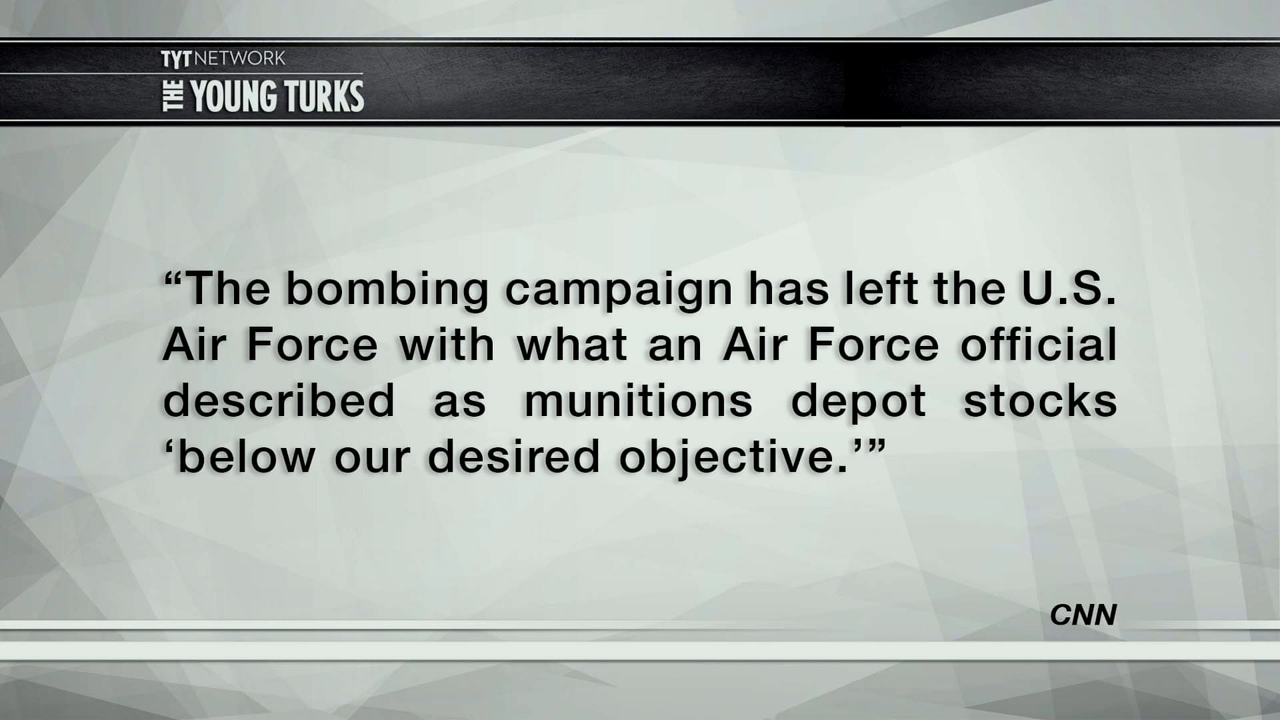 TYT NETWORK
THE YOUNG TURKS
“The bombing campaign has left the U.S.
Air Force with what an Air Force official
described as munitions depot stocks
‘below our desired objective.’”
CNN